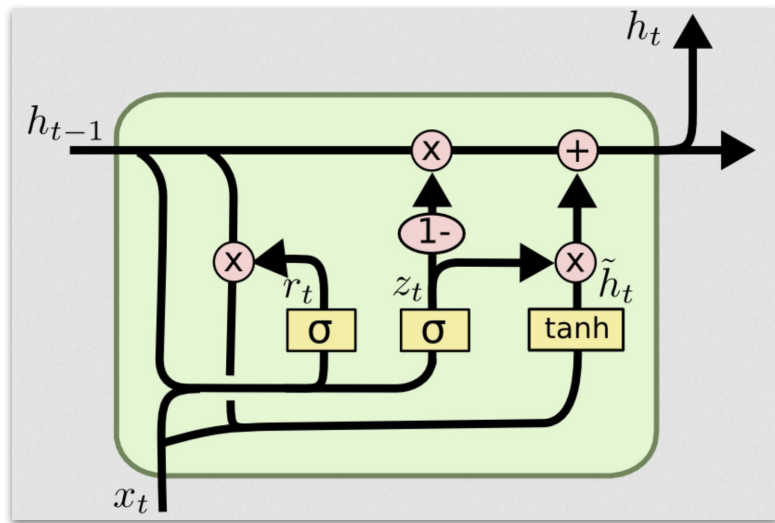 h_t
h_{t-1}
x +
1-
x x
r_t z_t h̃_t
σ σ tanh
x_t